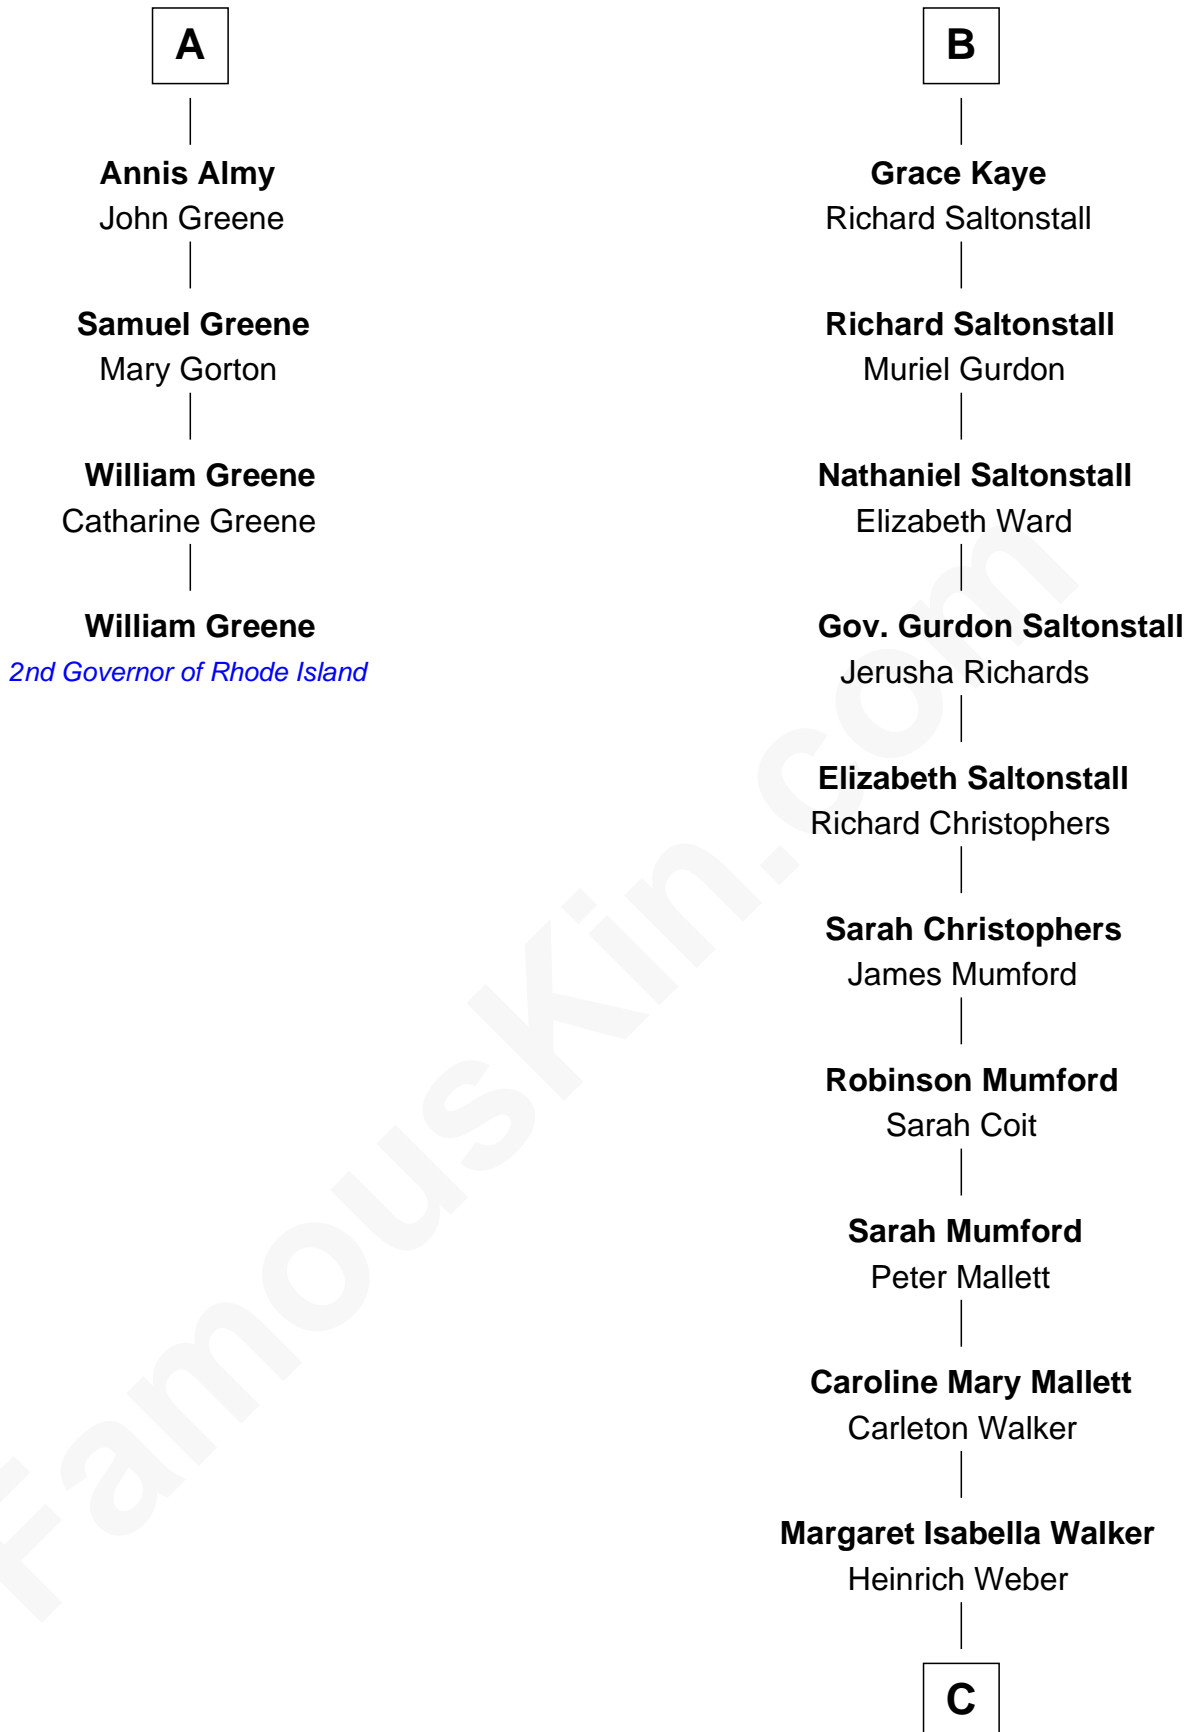 A
Annis Almy
John Greene
Samuel Greene
Mary Gorton
William Greene
Catharine Greene
William Greene
2nd Governor of Rhode Island
B
Grace Kaye
Richard Saltonstall
Richard Saltonstall
Muriel Gurdon
Nathaniel Saltonstall
Elizabeth Ward
Gov. Gurdon Saltonstall
Jerusha Richards
Elizabeth Saltonstall
Richard Christophers
Sarah Christophers
James Mumford
Robinson Mumford
Sarah Coit
Sarah Mumford
Peter Mallett
Caroline Mary Mallett
Carleton Walker
Margaret Isabella Walker
Heinrich Weber
C
FamousKin.com